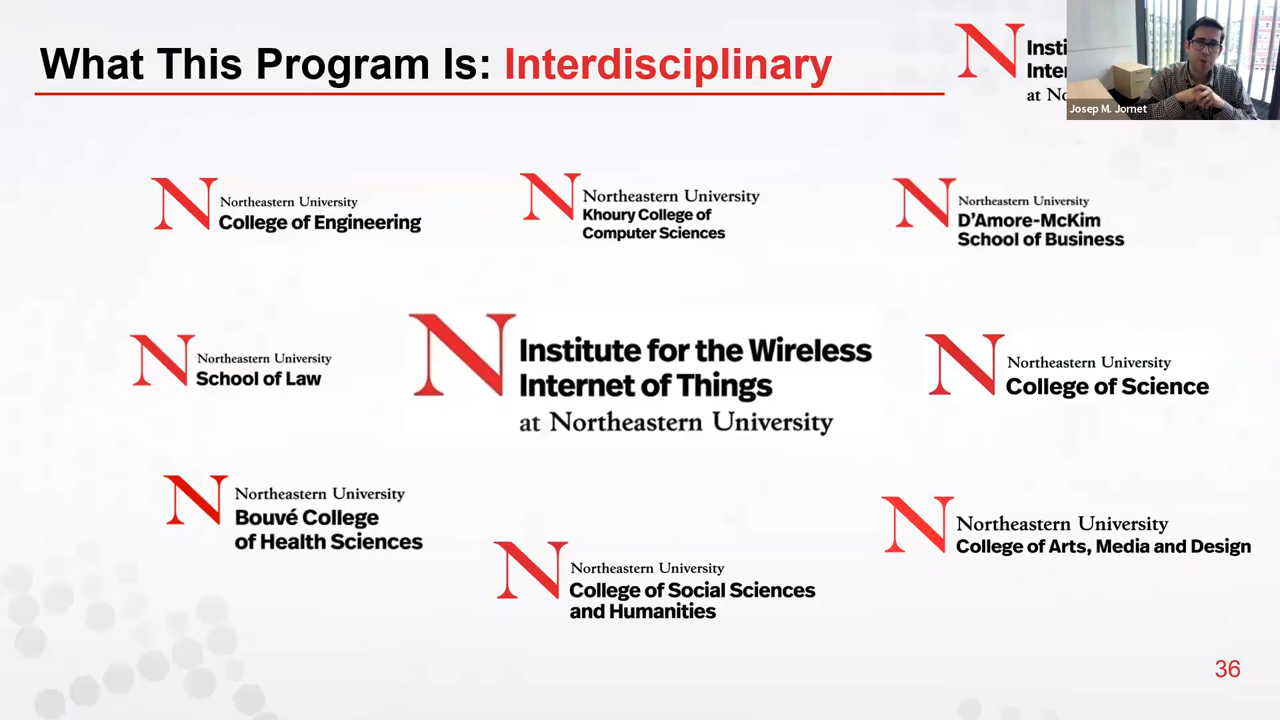 What This Program Is: Interdisciplinary
N
at
Josep M. Jornet
N Northeastern University
College of Engineering
N Northeastern University
Khoury College of
Computer Sciences
N Northeastern University
D'Amore-McKim
School of Business
N Northeastern University
School of Law
N Institute for the Wireless
Internet of Things
at Northeastern University
N Northeastern University
College of Science
N Northeastern University
Bouvé College
of Health Sciences
N Northeastern University
College of Social Sciences
and Humanities
N Northeastern University
College of Arts, Media and Design
36